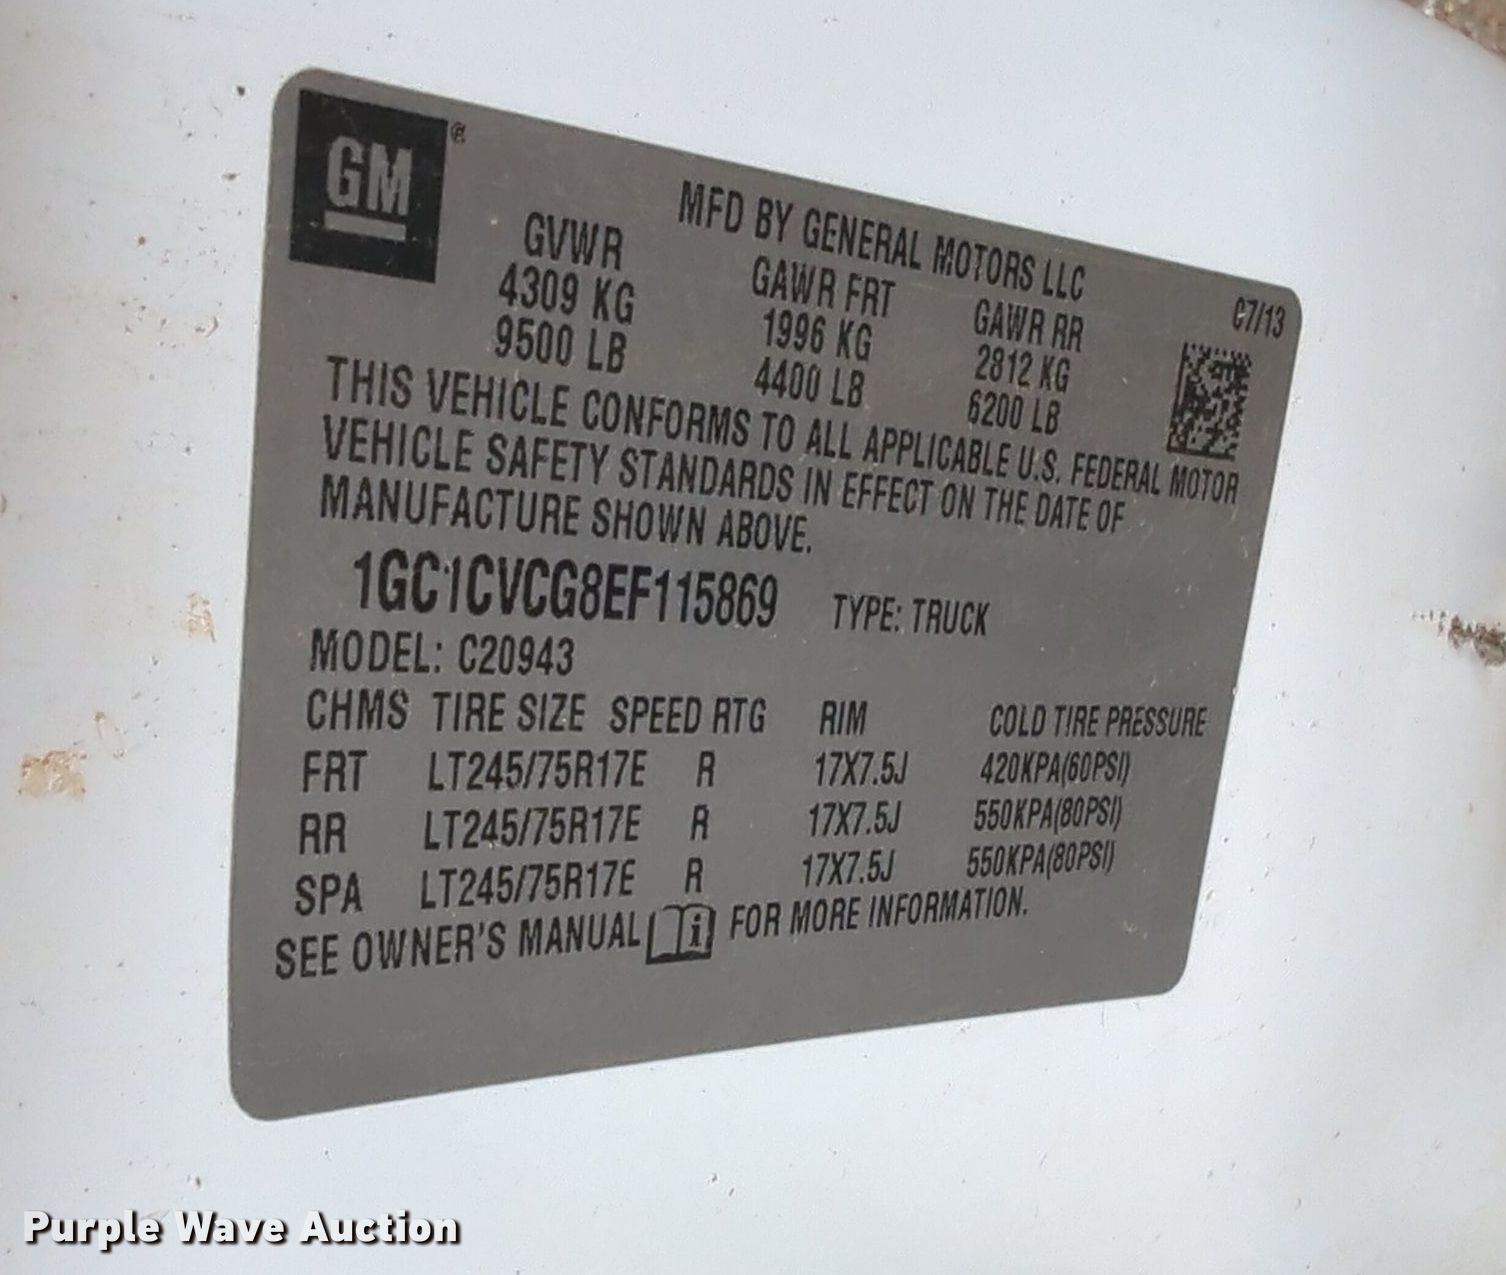 GM ®
MFD BY GENERAL MOTORS LLC
GVWR GAWR FRT GAWR RR 07/13
4309 KG 1996 KG 2812 KG
9500 LB 4400 LB 6200 LB
THIS VEHICLE CONFORMS TO ALL APPLICABLE U.S. FEDERAL MOTOR
VEHICLE SAFETY STANDARDS IN EFFECT ON THE DATE OF
MANUFACTURE SHOWN ABOVE.
1GC1CVCG8EF115869 TYPE: TRUCK
MODEL: C20943
CHMS TIRE SIZE SPEED RTG RIM COLD TIRE PRESSURE
FRT LT245/75R17E R 17X7.5J 420KPA(60PSI)
RR LT245/75R17E R 17X7.5J 550KPA(80PSI)
SPA LT245/75R17E R 17X7.5J 550KPA(80PSI)
SEE OWNER'S MANUAL i FOR MORE INFORMATION.
Purple Wave Auction